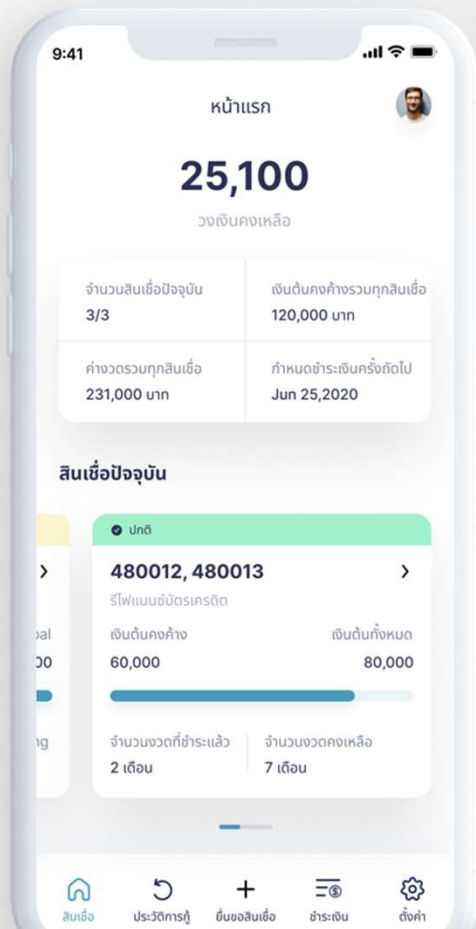 9:41
หน้าแรก
25,100
วงเงินคงเหลือ
จำนวนสินเชื่อปัจจุบัน
3/3
เงินต้นคงค้างรวมทุกสินเชื่อ
120,000 บาท
ค่างวดรวมทุกสินเชื่อ
231,000 บาท
กำหนดชำระเงินครั้งถัดไป
Jun 25,2020
สินเชื่อปัจจุบัน
ปกติ
480012, 480013
รีไฟแนนซ์บัตรเครดิต
pal
00
ng
เงินต้นคงค้าง
เงินต้นทั้งหมด
60,000
80,000
จำนวนงวดที่ชำระแล้ว
จำนวนงวดคงเหลือ
2 เดือน
7 เดือน
สินเชื่อ
ประวัติการกู้
ยื่นขอสินเชื่อ
ชำระเงิน
ตั้งค่า